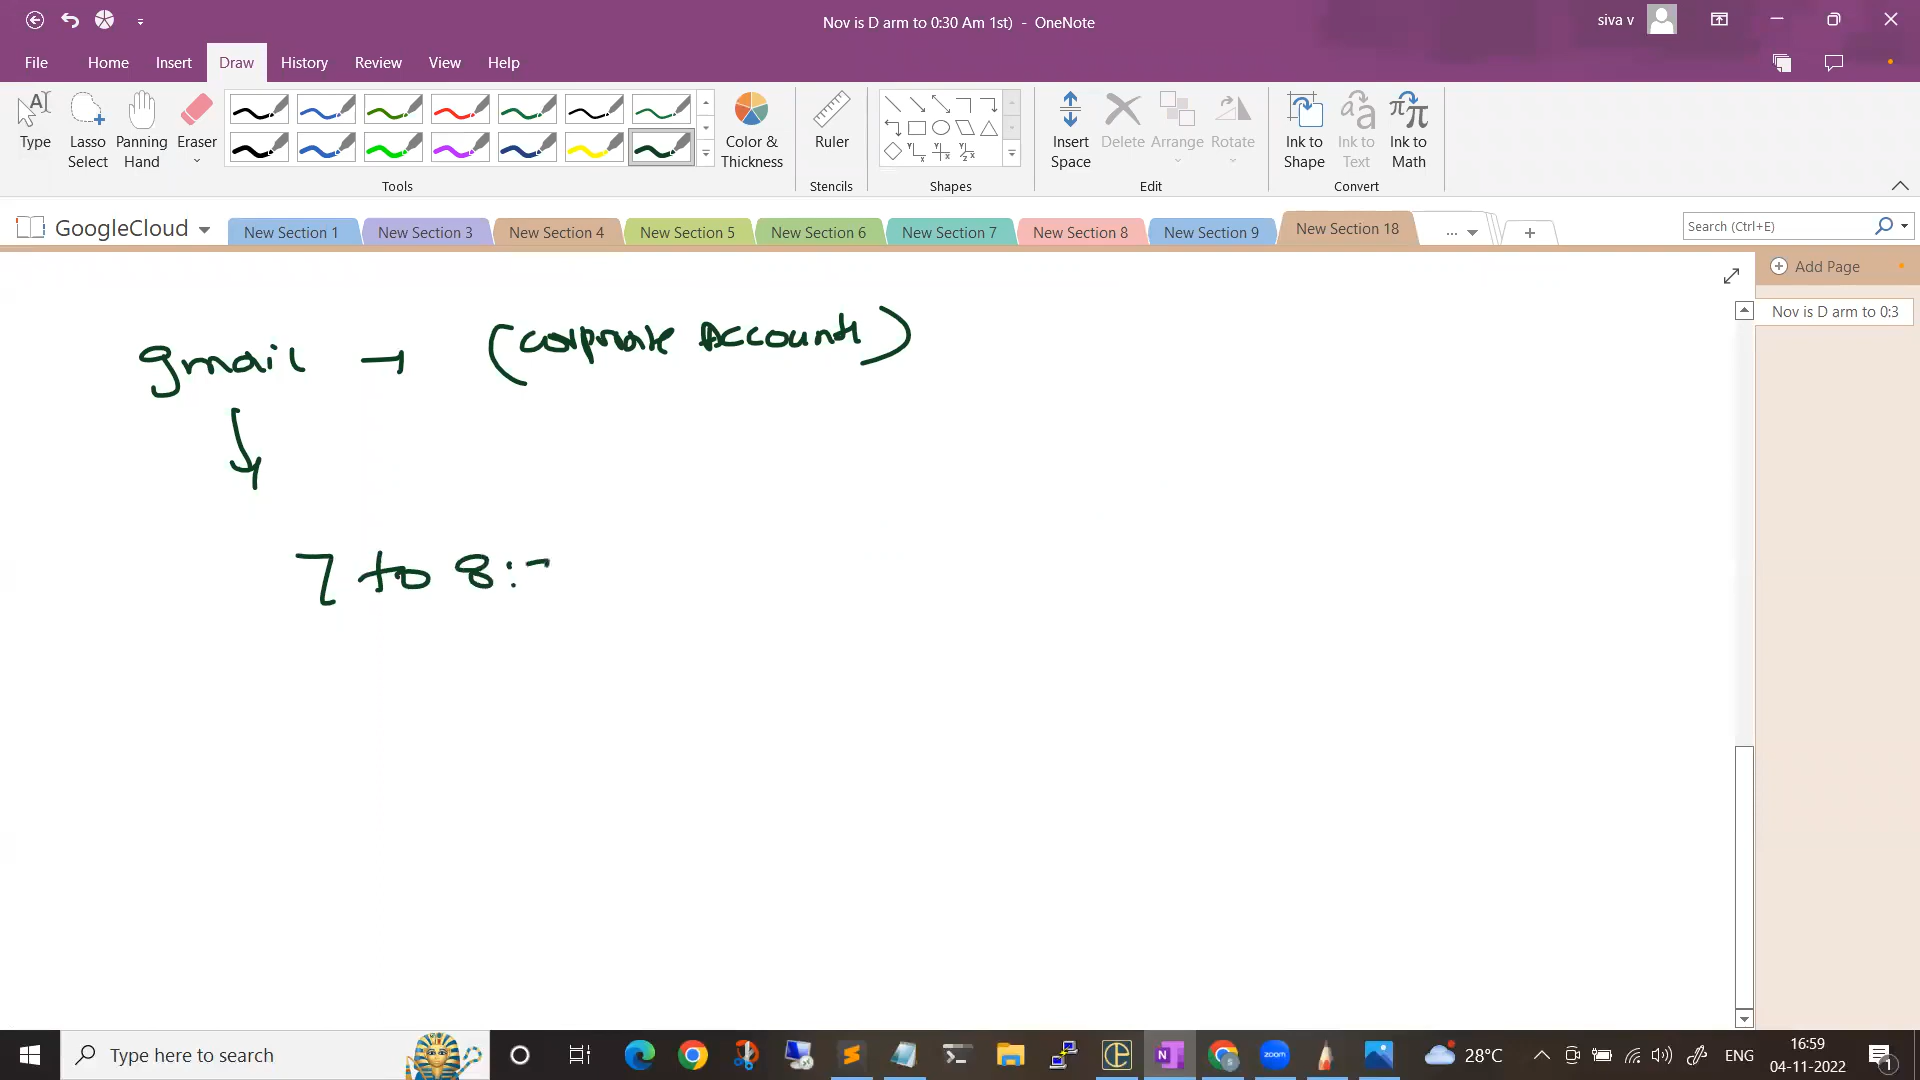 Nov is D arm to 0:30 Am 1st) - OneNote
siva v
File Home Insert Draw History Review View Help
Type
Lasso Select
Panning Hand
Eraser
Color & Thickness
Ruler
Insert Space
Delete
Arrange
Rotate
Ink to Shape
Ink to Text
Ink to Math
Tools
Stencils
Shapes
Edit
Convert
GoogleCloud
New Section 1
New Section 3
New Section 4
New Section 5
New Section 6
New Section 7
New Section 8
New Section 9
New Section 18
...
Search (Ctrl+E)
Add Page
Nov is D arm to 0:3
gmail → (corporate Account)
7 to 8:
Type here to search
zoom
28°C
ENG
16:59
04-11-2022
1